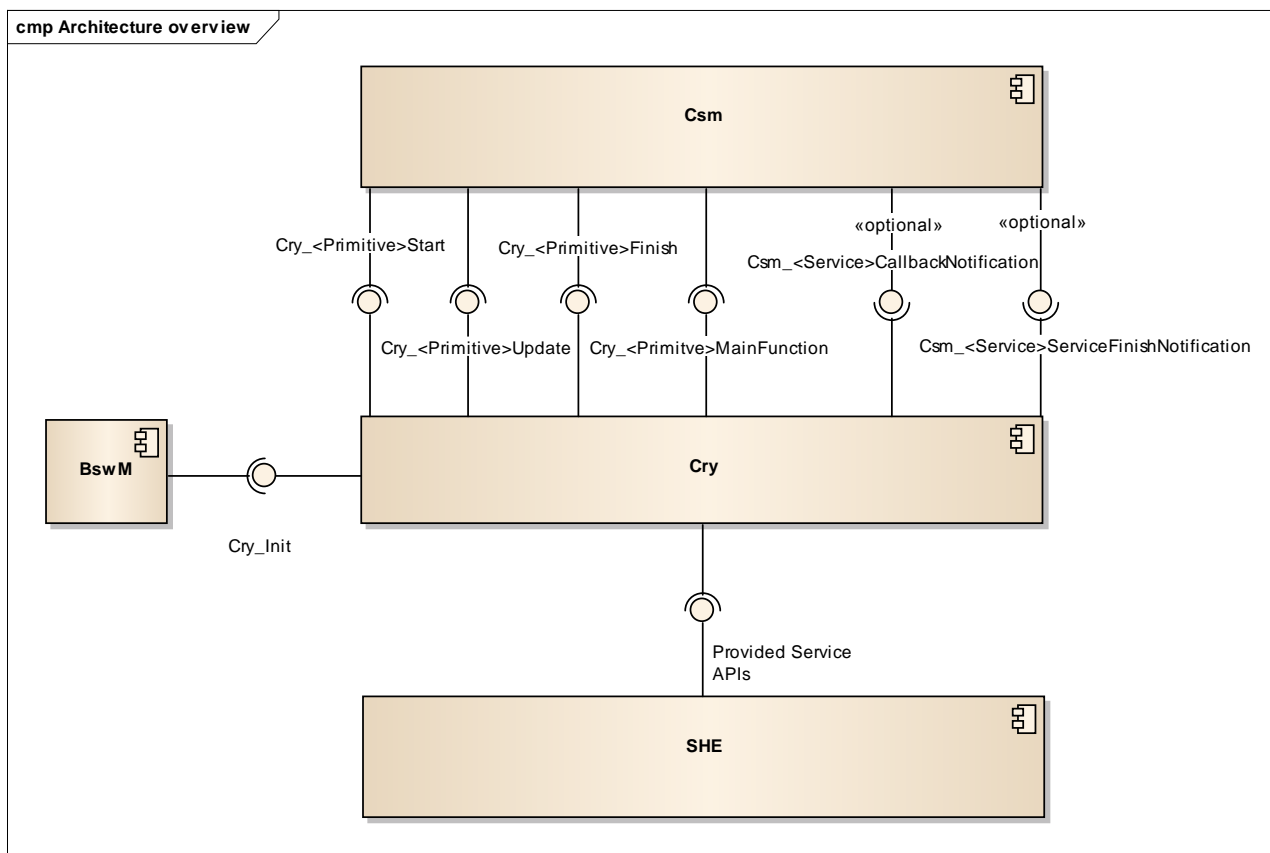 cmp Architecture overview
Csm
«optional»
«optional»
Cry_<Primitive>Start
Cry_<Primitive>Finish
Csm_<Service>CallbackNotification
Cry_<Primitive>Update
Cry_<Primitve>MainFunction
Csm_<Service>ServiceFinishNotification
BswM
Cry
Cry_Init
Provided Service
APIs
SHE